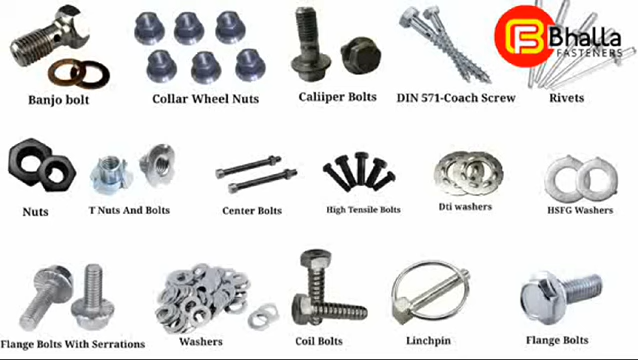 Bhalla
FASTENERS
Banjo bolt
Collar Wheel Nuts
Caliiper Bolts
DIN 571-Coach Screw
Rivets
Nuts
T Nuts And Bolts
Center Bolts
High Tensile Bolts
Dti washers
HSFG Washers
Flange Bolts With Serrations
Washers
Coil Bolts
Linchpin
Flange Bolts